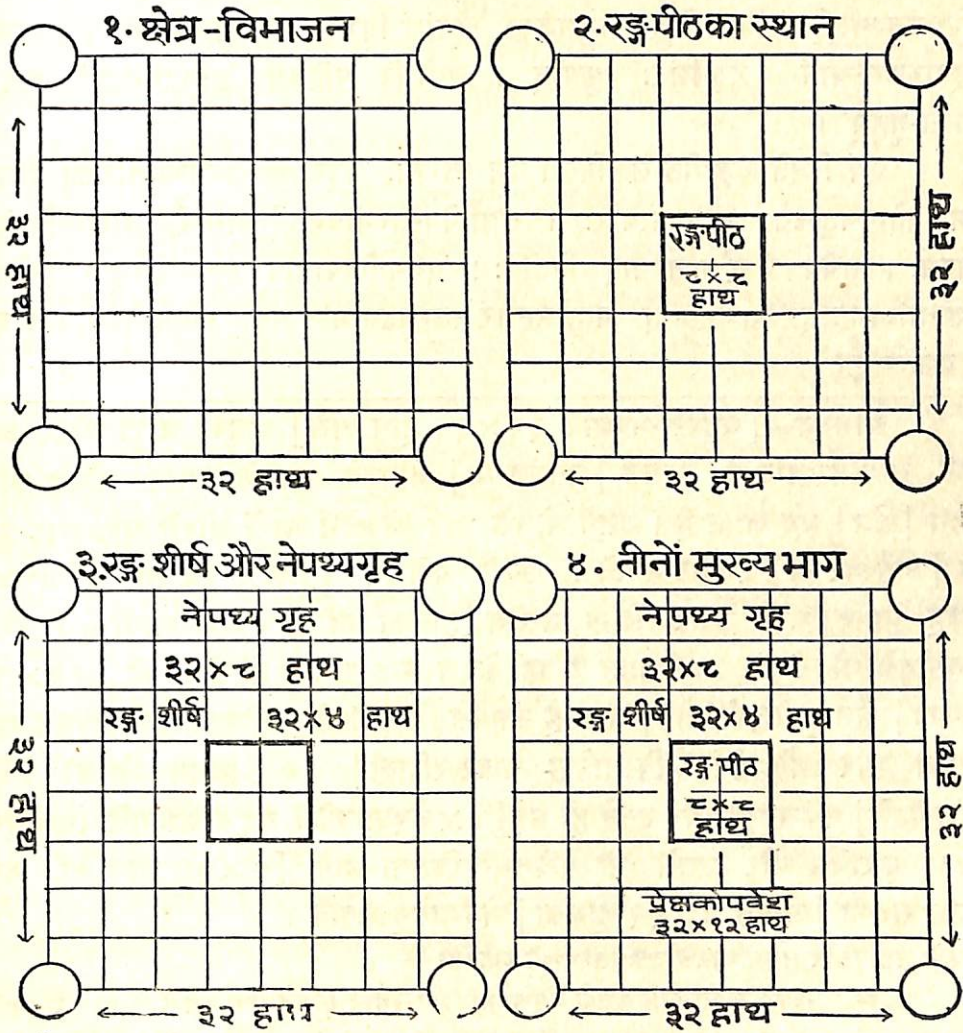 १. क्षेत्र-विभाजन
३२ हाथ
३२ हाथ
२. रङ्गपीठका स्थान
रङ्गपीठ
८×८
हाथ
३२ हाथ
३२ हाथ
३. रङ्ग शीर्ष और नेपथ्यगृह
नेपथ्य गृह
३२×८ हाथ
रङ्ग शीर्ष ३२×४ हाथ
३२ हाथ
३२ हाथ
४. तीनों मुख्य भाग
नेपथ्य गृह
३२×८ हाथ
रङ्ग शीर्ष ३२×४ हाथ
रङ्ग पीठ
८×८
हाथ
प्रेक्षकोपवेश
३२×१२ हाथ
३२ हाथ
३२ हाथ